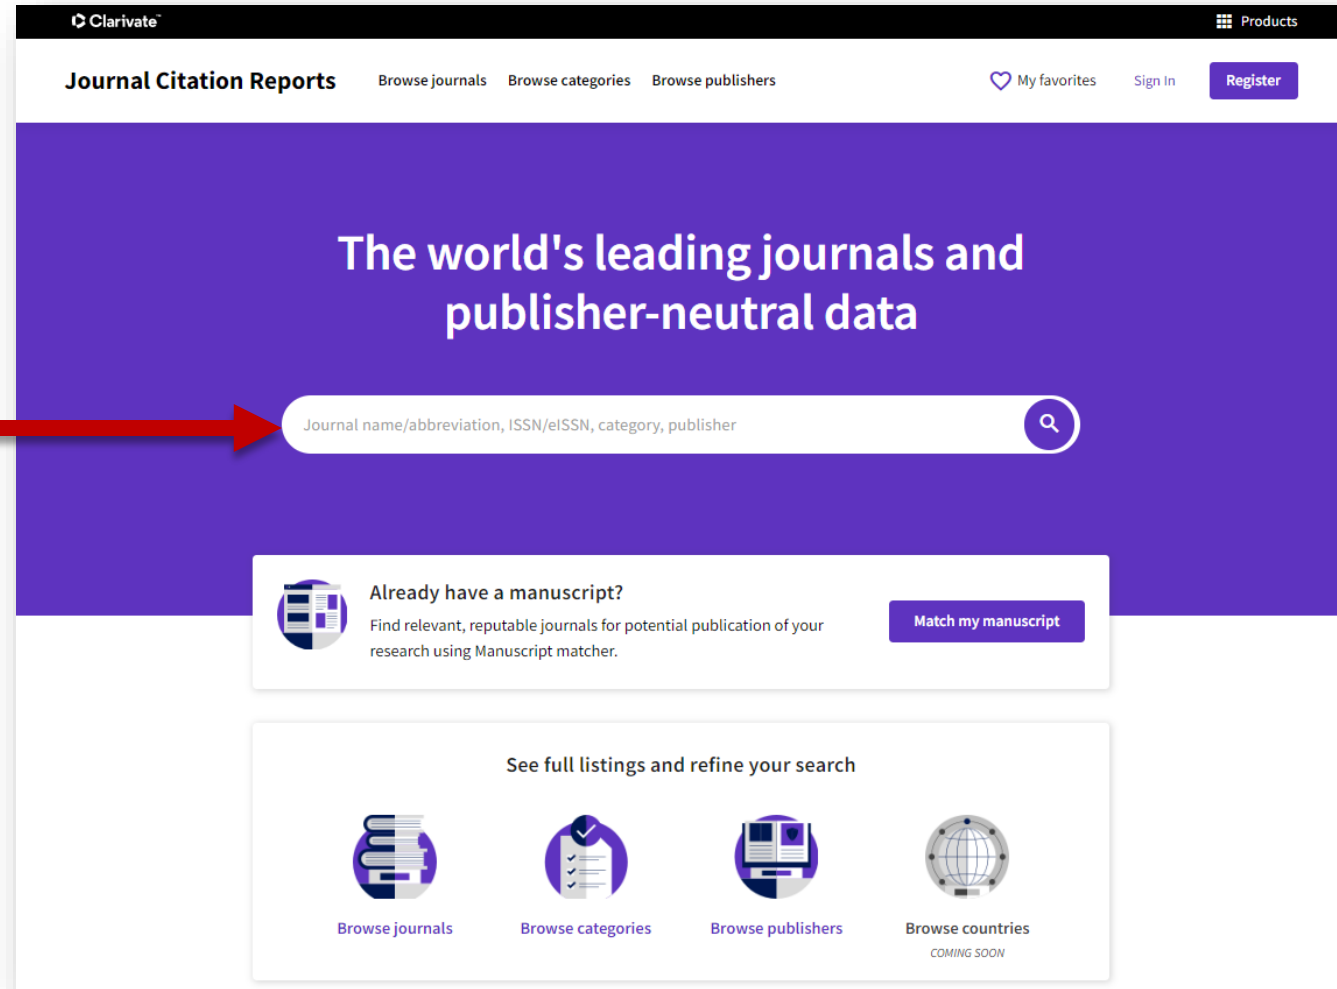 Clarivate™
Products
Journal Citation Reports
Browse journals
Browse categories
Browse publishers
My favorites
Sign In
Register
The world's leading journals and
publisher-neutral data
Journal name/abbreviation, ISSN/eISSN, category, publisher
Already have a manuscript?
Find relevant, reputable journals for potential publication of your
research using Manuscript matcher.
Match my manuscript
See full listings and refine your search
Browse journals
Browse categories
Browse publishers
Browse countries
COMING SOON